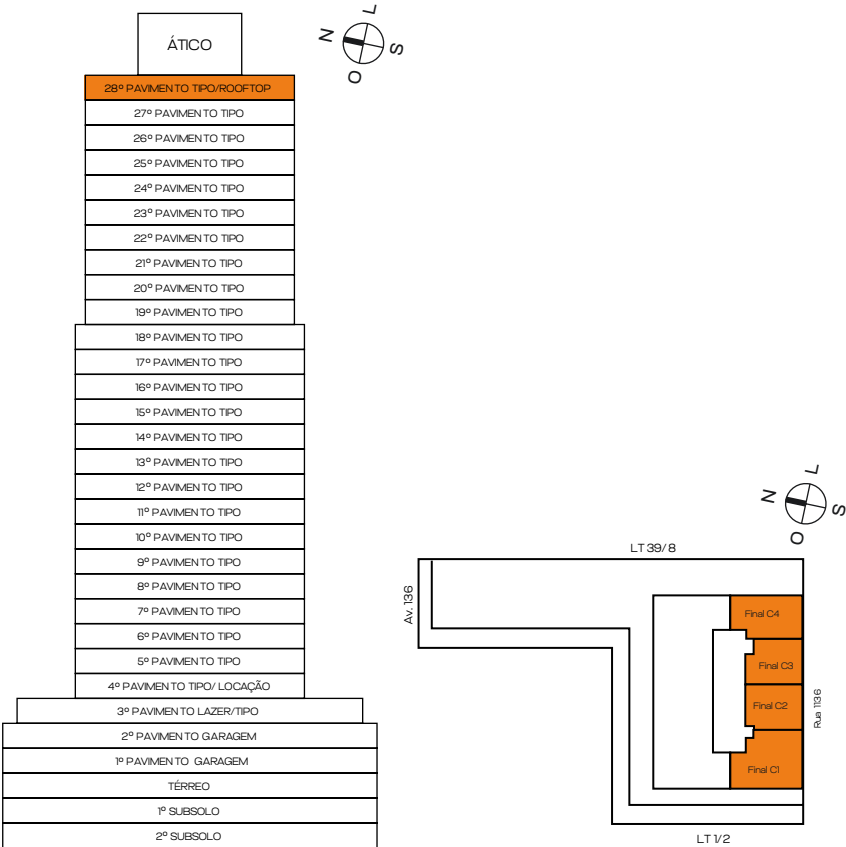 ÁTICO
28º PAVIMENTO TIPO/ROOFTOP
27º PAVIMENTO TIPO
26º PAVIMENTO TIPO
25º PAVIMENTO TIPO
24º PAVIMENTO TIPO
23º PAVIMENTO TIPO
22º PAVIMENTO TIPO
21º PAVIMENTO TIPO
20º PAVIMENTO TIPO
19º PAVIMENTO TIPO
18º PAVIMENTO TIPO
17º PAVIMENTO TIPO
16º PAVIMENTO TIPO
15º PAVIMENTO TIPO
14º PAVIMENTO TIPO
13º PAVIMENTO TIPO
12º PAVIMENTO TIPO
11º PAVIMENTO TIPO
10º PAVIMENTO TIPO
9º PAVIMENTO TIPO
8º PAVIMENTO TIPO
7º PAVIMENTO TIPO
6º PAVIMENTO TIPO
5º PAVIMENTO TIPO
4º PAVIMENTO TIPO/ LOCAÇÃO
3º PAVIMENTO LAZER/TIPO
2º PAVIMENTO GARAGEM
1º PAVIMENTO GARAGEM
TÉRREO
1º SUBSOLO
2º SUBSOLO
L
N
S
O
L
N
S
O
LT 39/8
Av. 136
Final C4
Final C3
Final C2
Final C1
Rua 1136
LT 1/2